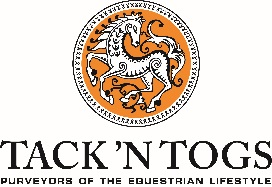 TACK 'N TOGS
PURVEYORS OF THE EQUESTRIAN LIFESTYLE